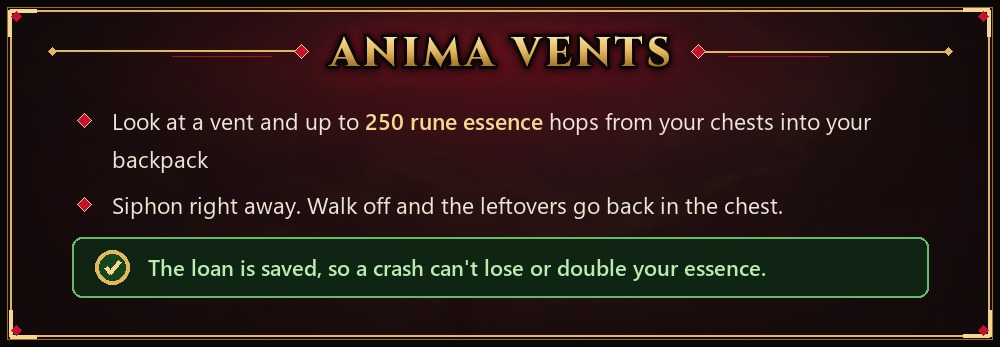 ANIMA VENTS
Look at a vent and up to 250 rune essence hops from your chests into your
backpack
Siphon right away. Walk off and the leftovers go back in the chest.
The loan is saved, so a crash can't lose or double your essence.